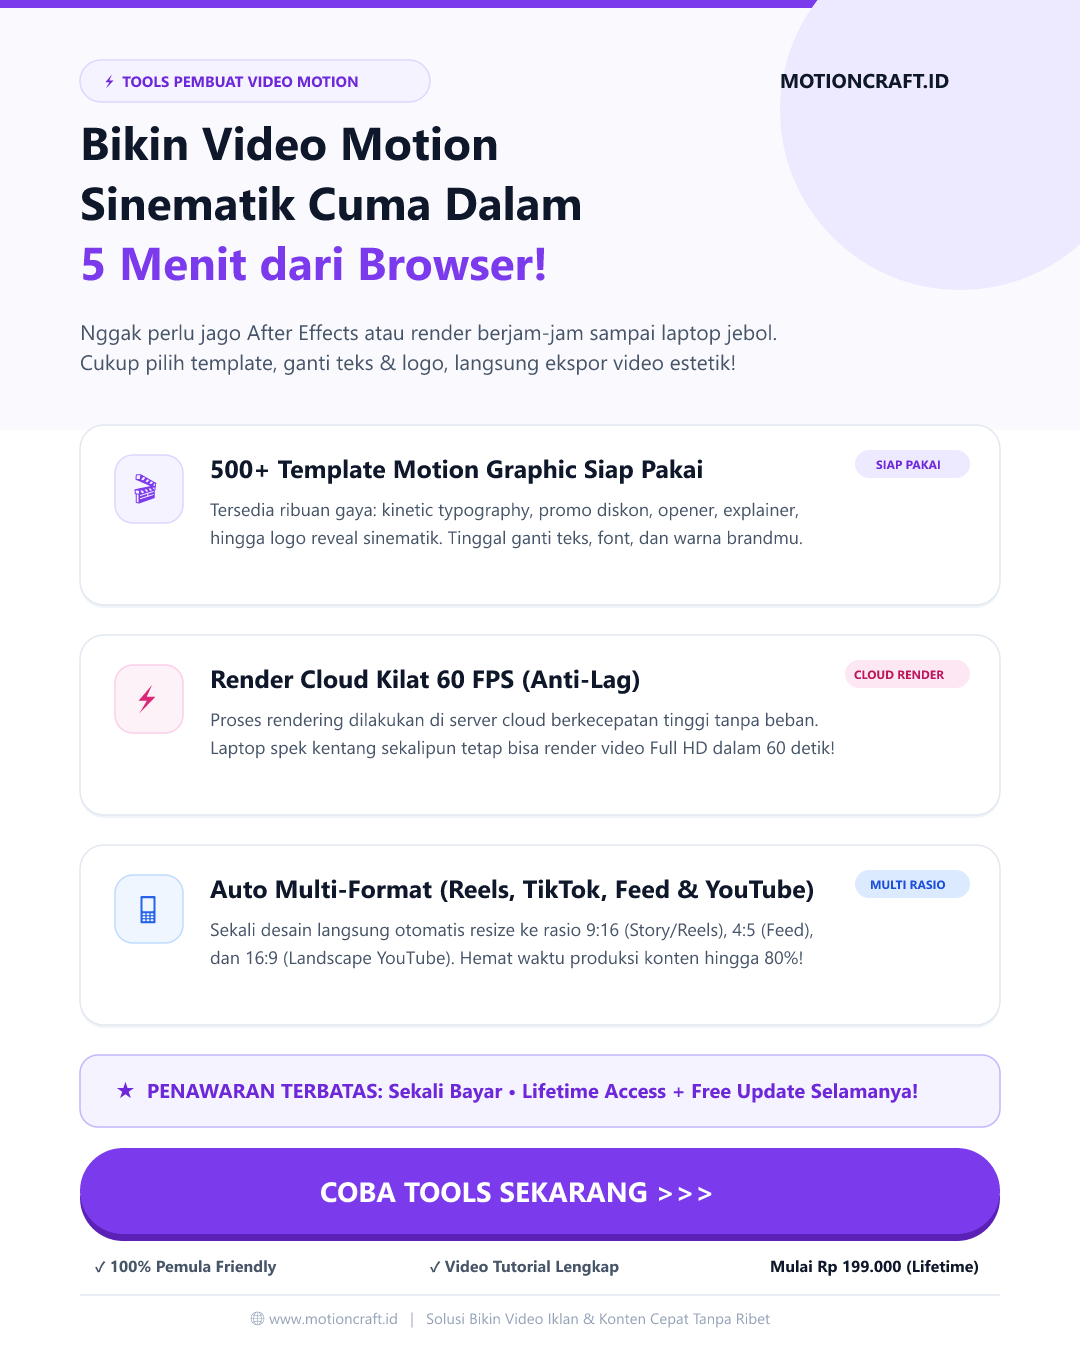 ⚡ TOOLS PEMBUAT VIDEO MOTION
MOTIONCRAFT.ID
Bikin Video Motion
Sinematik Cuma Dalam
5 Menit dari Browser!
Nggak perlu jago After Effects atau render berjam-jam sampai laptop jebol.
Cukup pilih template, ganti teks & logo, langsung ekspor video estetik!
500+ Template Motion Graphic Siap Pakai
SIAP PAKAI
Tersedia ribuan gaya: kinetic typography, promo diskon, opener, explainer,
hingga logo reveal sinematik. Tinggal ganti teks, font, dan warna brandmu.
Render Cloud Kilat 60 FPS (Anti-Lag)
CLOUD RENDER
Proses rendering dilakukan di server cloud berkecepatan tinggi tanpa beban.
Laptop spek kentang sekalipun tetap bisa render video Full HD dalam 60 detik!
Auto Multi-Format (Reels, TikTok, Feed & YouTube)
MULTI RASIO
Sekali desain langsung otomatis resize ke rasio 9:16 (Story/Reels), 4:5 (Feed),
dan 16:9 (Landscape YouTube). Hemat waktu produksi konten hingga 80%!
★ PENAWARAN TERBATAS: Sekali Bayar • Lifetime Access + Free Update Selamanya!
COBA TOOLS SEKARANG >>>
✓ 100% Pemula Friendly
✓ Video Tutorial Lengkap
Mulai Rp 199.000 (Lifetime)
🌐 www.motioncraft.id | Solusi Bikin Video Iklan & Konten Cepat Tanpa Ribet